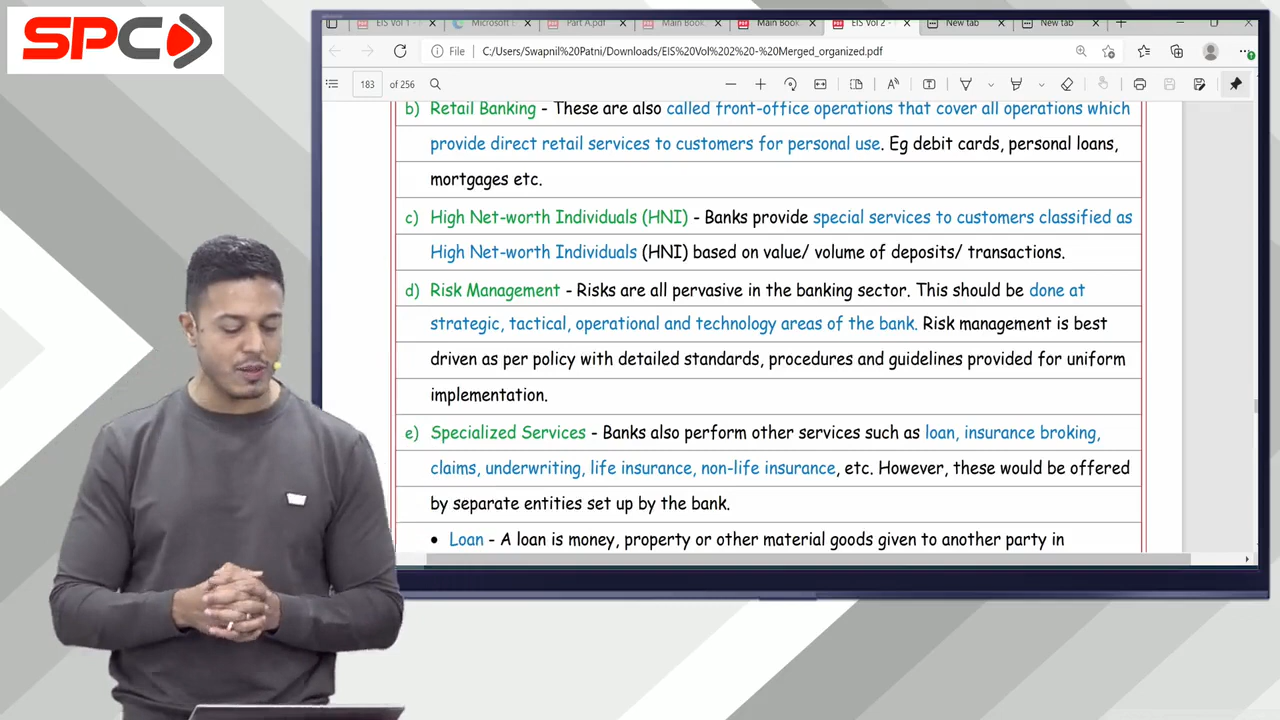 SPC
EIS Vol 1 -
Microsoft E
Part A.pdf
Main Book
Main Book
EIS Vol 2 -
New tab
New tab
File
C:/Users/Swapnil%20Patni/Downloads/EIS%20Vol%202%20-%20Merged_organized.pdf
183 of 256
b) Retail Banking - These are also called front-office operations that cover all operations which
provide direct retail services to customers for personal use. Eg debit cards, personal loans,
mortgages etc.
c) High Net-worth Individuals (HNI) - Banks provide special services to customers classified as
High Net-worth Individuals (HNI) based on value/ volume of deposits/ transactions.
d) Risk Management - Risks are all pervasive in the banking sector. This should be done at
strategic, tactical, operational and technology areas of the bank. Risk management is best
driven as per policy with detailed standards, procedures and guidelines provided for uniform
implementation.
e) Specialized Services - Banks also perform other services such as loan, insurance broking,
claims, underwriting, life insurance, non-life insurance, etc. However, these would be offered
by separate entities set up by the bank.
• Loan - A loan is money, property or other material goods given to another party in